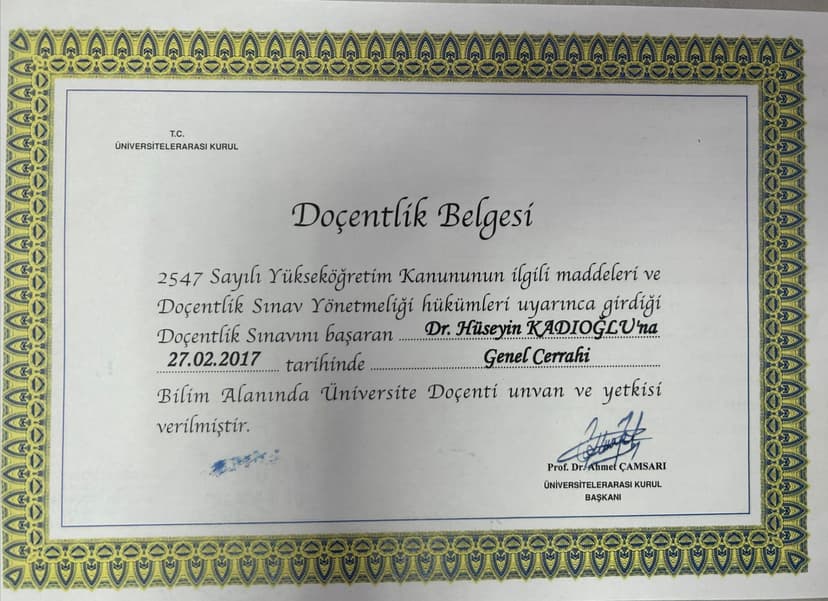 T.C.
ÜNİVERSİTELERARASI KURUL
Doçentlik Belgesi
2547 Sayılı Yükseköğretim Kanununun ilgili maddeleri ve
Doçentlik Sınav Yönetmeliği hükümleri uyarınca girdiği
Doçentlik Sınavını başaran Dr. Hüseyin KADIOĞLU'na
27.02.2017 tarihinde Genel Cerrahi
Bilim Alanında Üniversite Doçenti unvan ve yetkisi
verilmiştir.
Prof. Dr. Ahmet ÇAMSARI
ÜNİVERSİTELERARASI KURUL
BAŞKANI